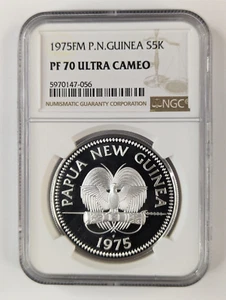 1975FM P.N.GUINEA S5K
PF 70 ULTRA CAMEO
5970147-056
NUMISMATIC GUARANTY CORPORATION
NGC
PAPUA NEW GUINEA
1975